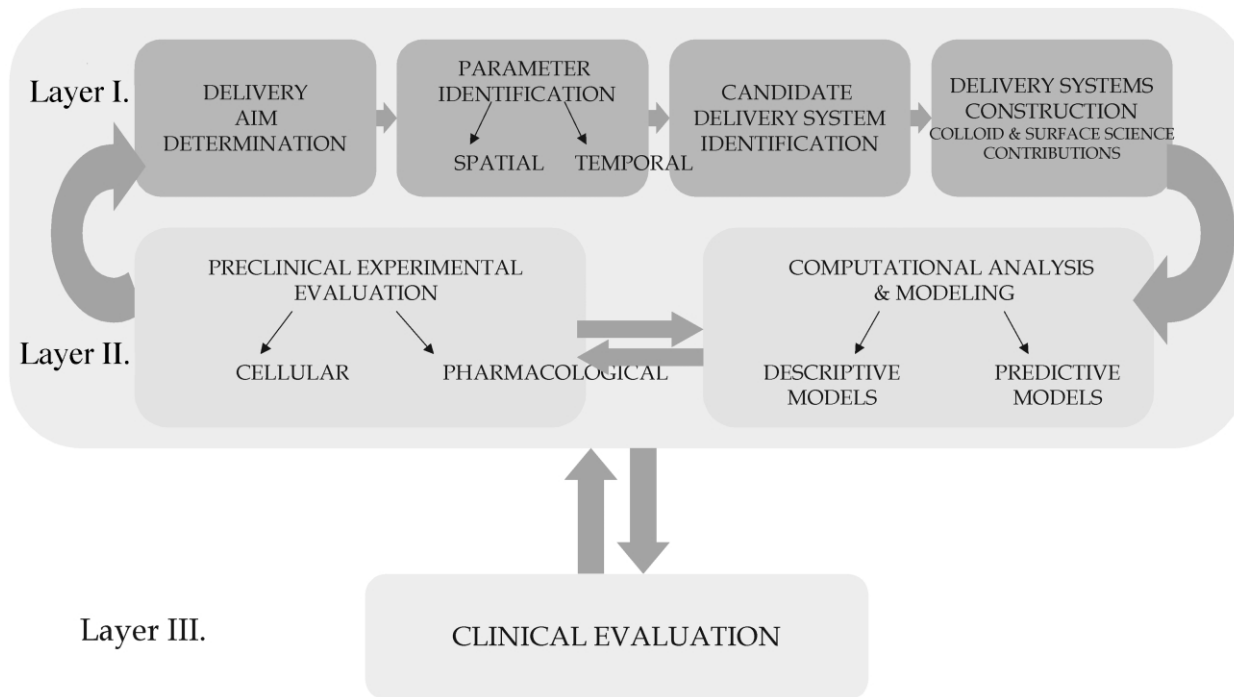 Layer I.
DELIVERY
AIM
DETERMINATION
PARAMETER
IDENTIFICATION
SPATIAL
TEMPORAL
CANDIDATE
DELIVERY SYSTEM
IDENTIFICATION
DELIVERY SYSTEMS
CONSTRUCTION
COLLOID & SURFACE SCIENCE
CONTRIBUTIONS
Layer II.
PRECLINICAL EXPERIMENTAL
EVALUATION
CELLULAR
PHARMACOLOGICAL
COMPUTATIONAL ANALYSIS
& MODELING
DESCRIPTIVE
MODELS
PREDICTIVE
MODELS
Layer III.
CLINICAL EVALUATION